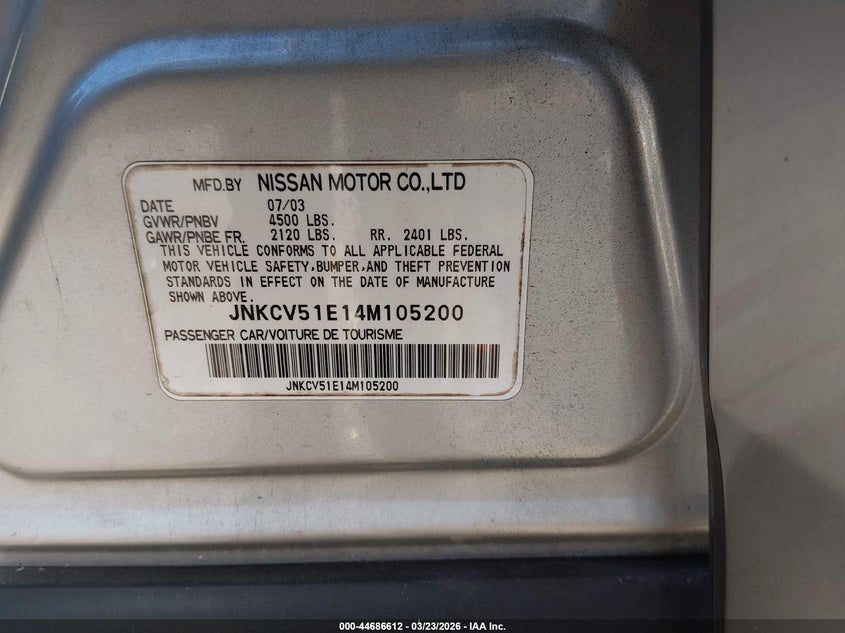 MFD.BY NISSAN MOTOR CO.,LTD
DATE 07/03
GVWR/PNBV 4500 LBS.
GAWR/PNBE FR. 2120 LBS. RR. 2401 LBS.
THIS VEHICLE CONFORMS TO ALL APPLICABLE FEDERAL
MOTOR VEHICLE SAFETY,BUMPER,AND THEFT PREVENTION
STANDARDS IN EFFECT ON THE DATE OF MANUFACTURE
SHOWN ABOVE.
JNKCV51E14M105200
PASSENGER CAR/VOITURE DE TOURISME
JNKCV51E14M105200
000-44686612 - 03/23/2026 - IAA Inc.